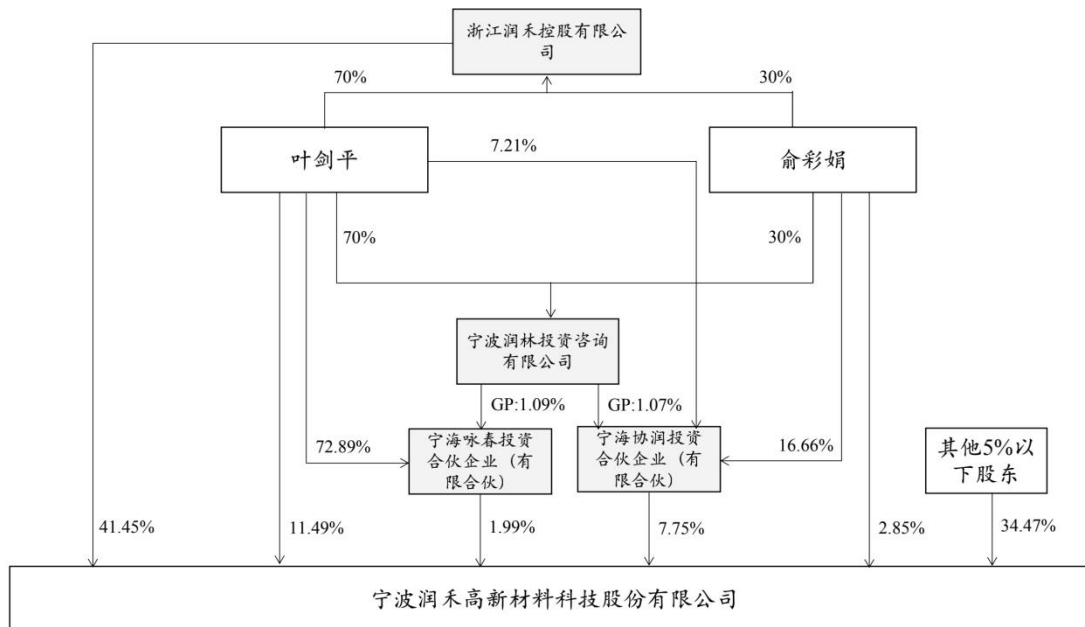 浙江润禾控股有限公
司
70%
30%
叶剑平
7.21%
俞彩娟
70%
30%
宁波润林投资咨询
有限公司
GP:1.09%
GP:1.07%
72.89%
宁海咏春投资
合伙企业（有
限合伙）
宁海协润投资
合伙企业（有
限合伙）
16.66%
其他5%以
下股东
41.45%
11.49%
1.99%
7.75%
2.85%
34.47%
宁波润禾高新材料科技股份有限公司